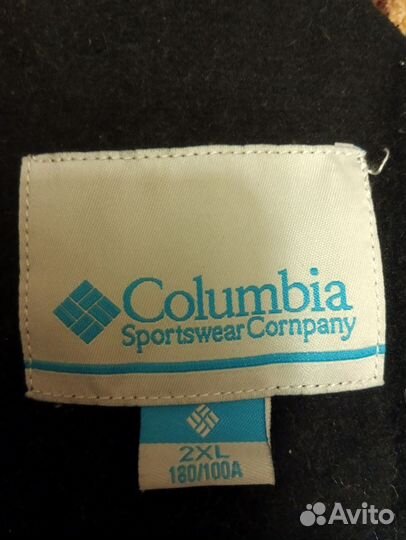 Columbia
Sportswear Cornpany
2XL
180/100A
Avito